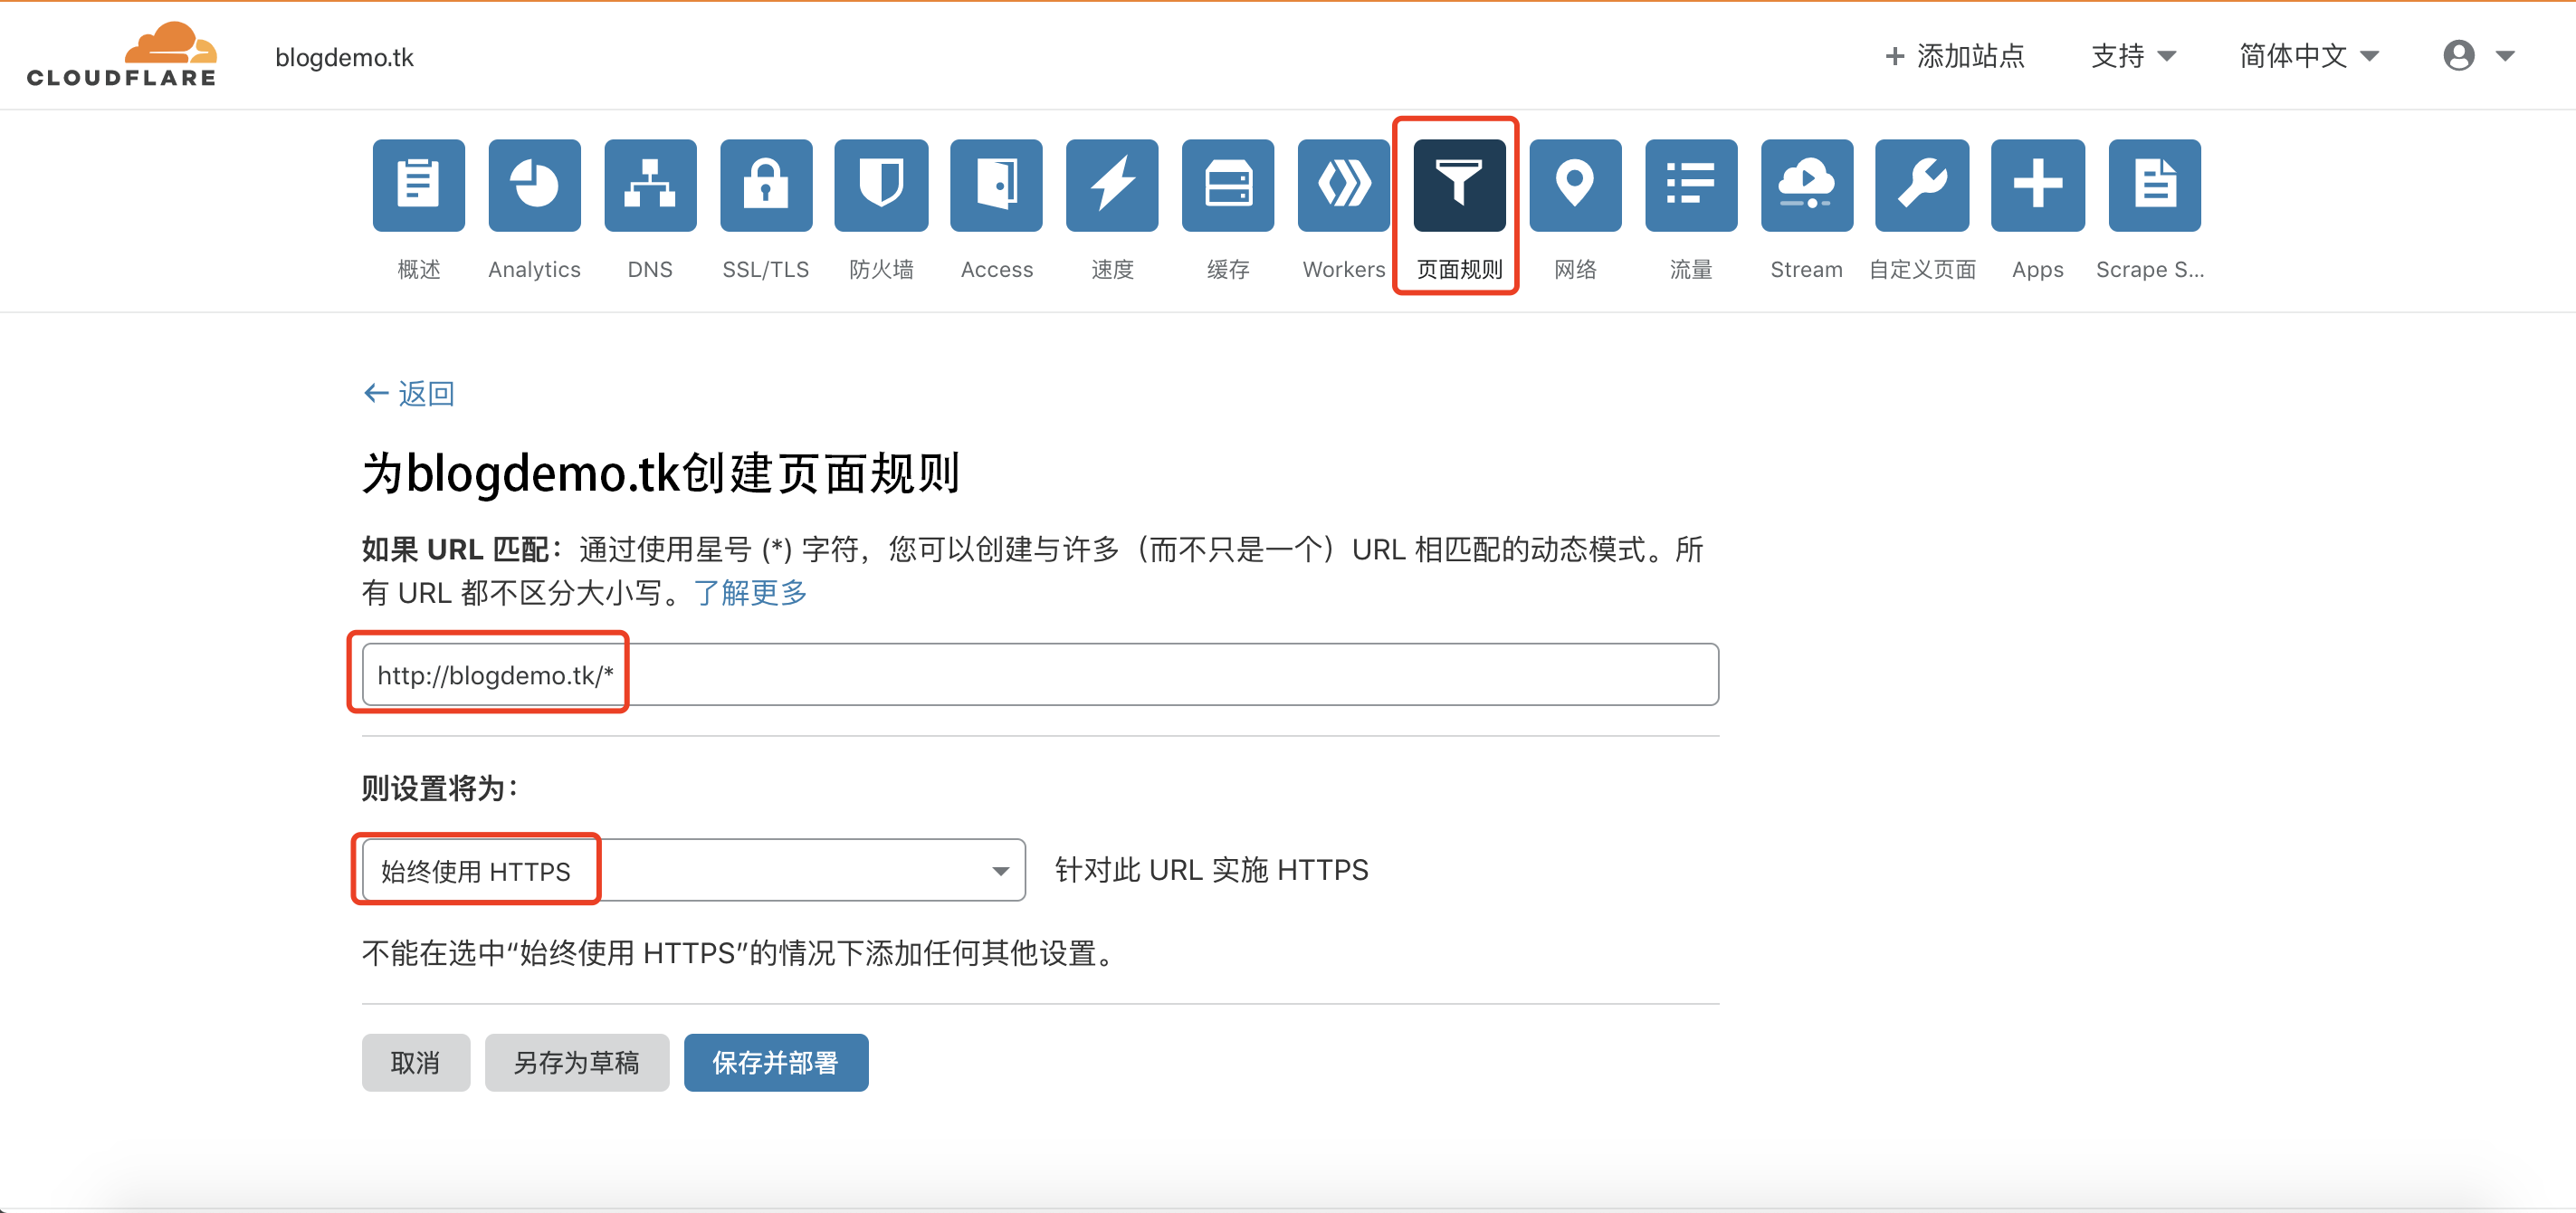 CLOUDFLARE
blogdemo.tk
+ 添加站点
支持
简体中文
概述
Analytics
DNS
SSL/TLS
防火墙
Access
速度
缓存
Workers
页面规则
网络
流量
Stream
自定义页面
Apps
Scrape S...
← 返回
为blogdemo.tk创建页面规则
如果 URL 匹配：通过使用星号 (*) 字符，您可以创建与许多（而不只是一个）URL 相匹配的动态模式。所
有 URL 都不区分大小写。了解更多
http://blogdemo.tk/*
则设置将为：
始终使用 HTTPS
针对此 URL 实施 HTTPS
不能在选中“始终使用 HTTPS”的情况下添加任何其他设置。
取消
另存为草稿
保存并部署